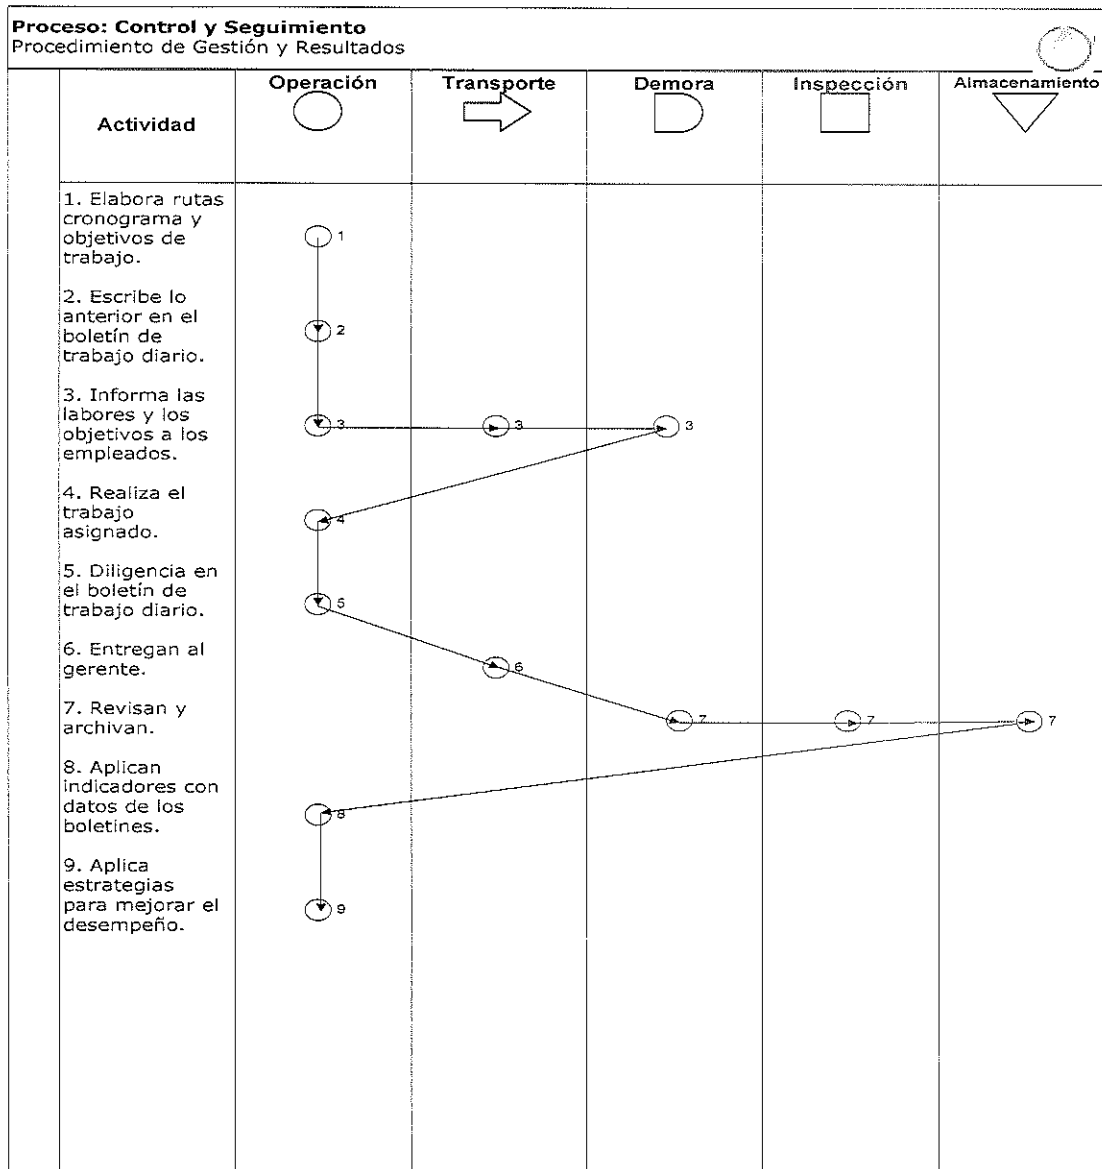 Proceso: Control y Seguimiento
Procedimiento de Gestión y Resultados
Actividad
Operación
Transporte
Demora
Inspección
Almacenamiento
1. Elabora rutas
cronograma y
objetivos de
trabajo.
1
2. Escribe lo
anterior en el
boletín de
trabajo diario.
2
3. Informa las
labores y los
objetivos a los
empleados.
3
3
3
4. Realiza el
trabajo
asignado.
4
5. Diligencia en
el boletín de
trabajo diario.
5
6. Entregan al
gerente.
6
7. Revisan y
archivan.
7
7
7
8. Aplican
indicadores con
datos de los
boletines.
8
9. Aplica
estrategias
para mejorar el
desempeño.
9